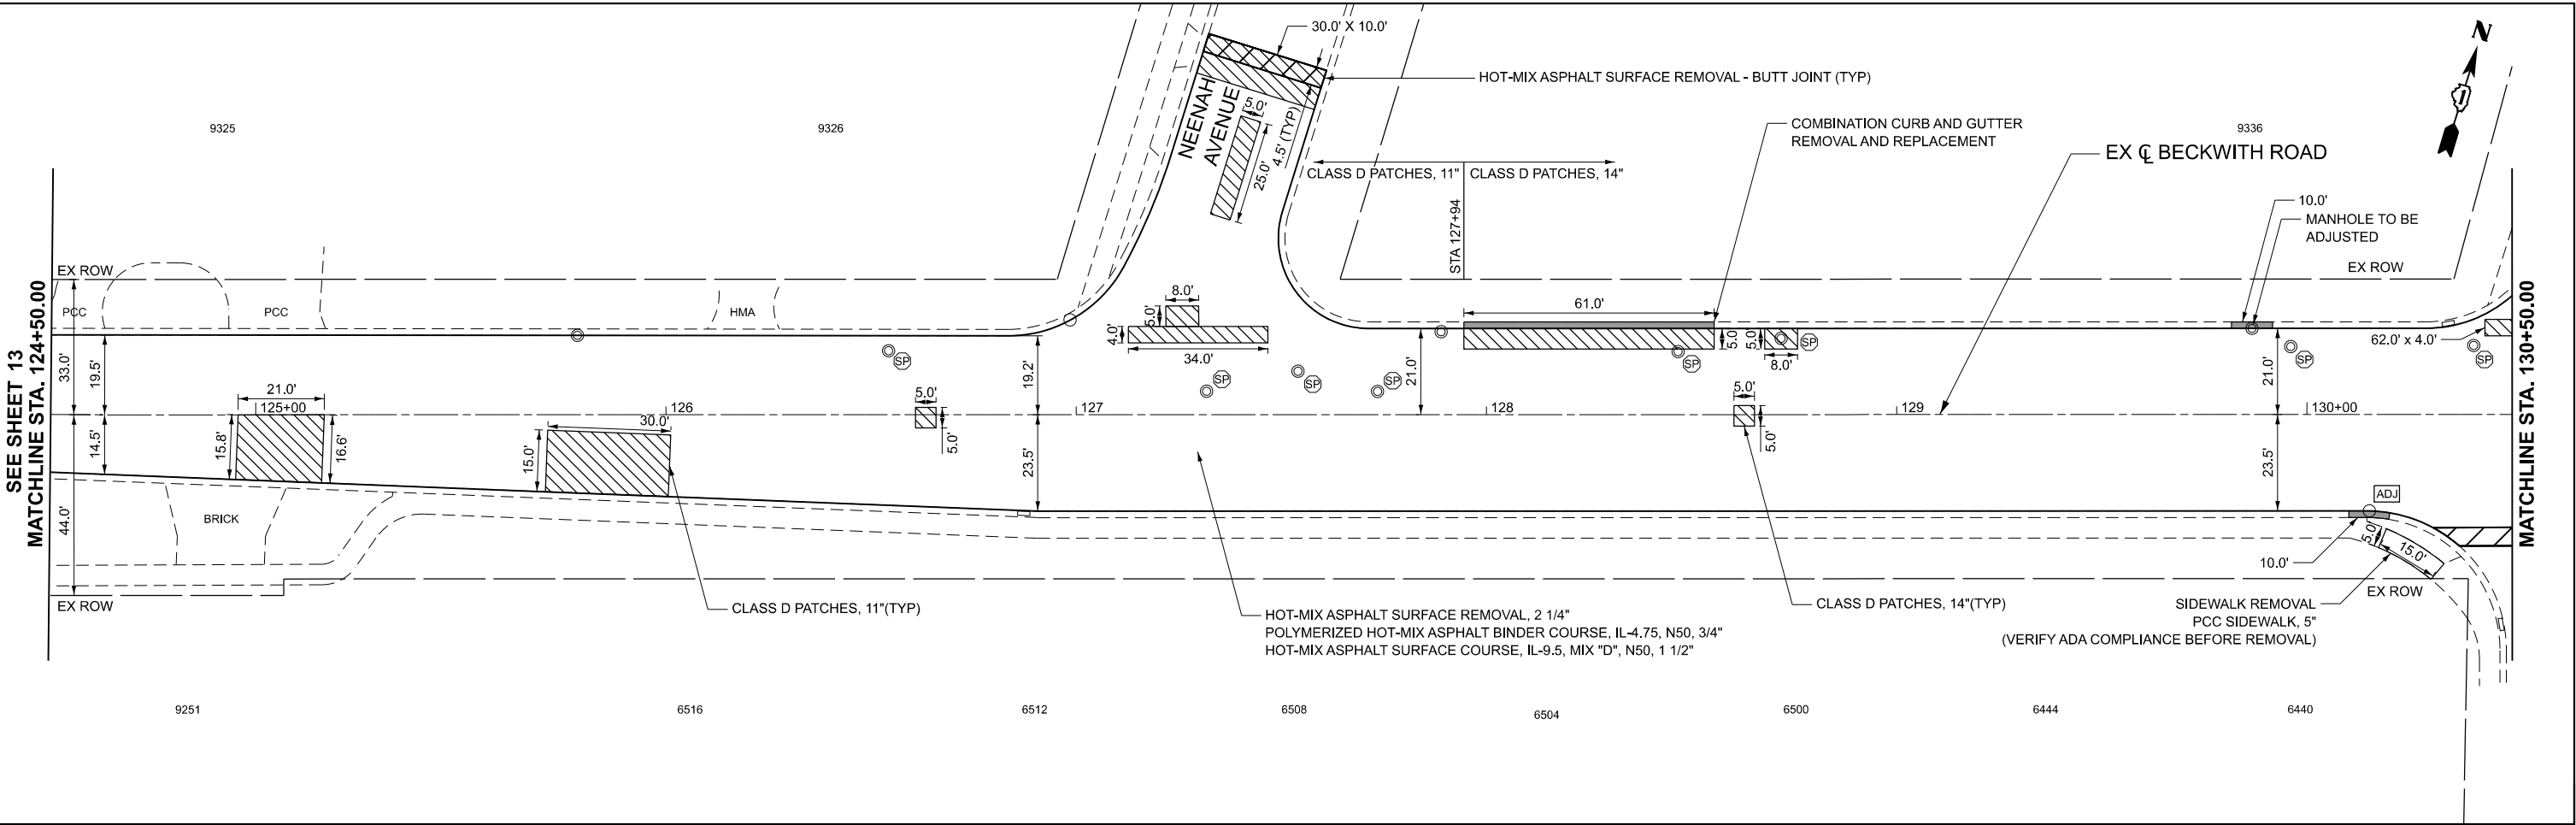 30.0' X 10.0'
N
1
HOT-MIX ASPHALT SURFACE REMOVAL - BUTT JOINT (TYP)
NEENAH
AVENUE
5.0'
25.0'
4.5' (TYP)
9325
9326
COMBINATION CURB AND GUTTER
REMOVAL AND REPLACEMENT
9336
EX ℄ BECKWITH ROAD
CLASS D PATCHES, 11"
CLASS D PATCHES, 14"
STA 127+94
10.0'
MANHOLE TO BE
ADJUSTED
EX ROW
EX ROW
PCC
PCC
HMA
8.0'
5.0'
4.0'
34.0'
61.0'
5.0
5.0'
8.0'
SP
SP
SP
SP
SP
SP
SP
SP
62.0' x 4.0'
SEE SHEET 13
MATCHLINE STA. 124+50.00
MATCHLINE STA. 130+50.00
33.0'
19.5'
19.2'
21.0'
21.0'
21.0'
125+00
126
127
128
129
130+00
5.0'
5.0'
5.0'
5.0'
30.0'
14.5'
15.8'
16.6'
15.0'
23.5'
23.5'
44.0'
BRICK
ADJ
5.0
15.0'
10.0'
EX ROW
EX ROW
CLASS D PATCHES, 11"(TYP)
HOT-MIX ASPHALT SURFACE REMOVAL, 2 1/4"
POLYMERIZED HOT-MIX ASPHALT BINDER COURSE, IL-4.75, N50, 3/4"
HOT-MIX ASPHALT SURFACE COURSE, IL-9.5, MIX "D", N50, 1 1/2"
CLASS D PATCHES, 14"(TYP)
SIDEWALK REMOVAL
PCC SIDEWALK, 5"
(VERIFY ADA COMPLIANCE BEFORE REMOVAL)
9251
6516
6512
6508
6504
6500
6444
6440